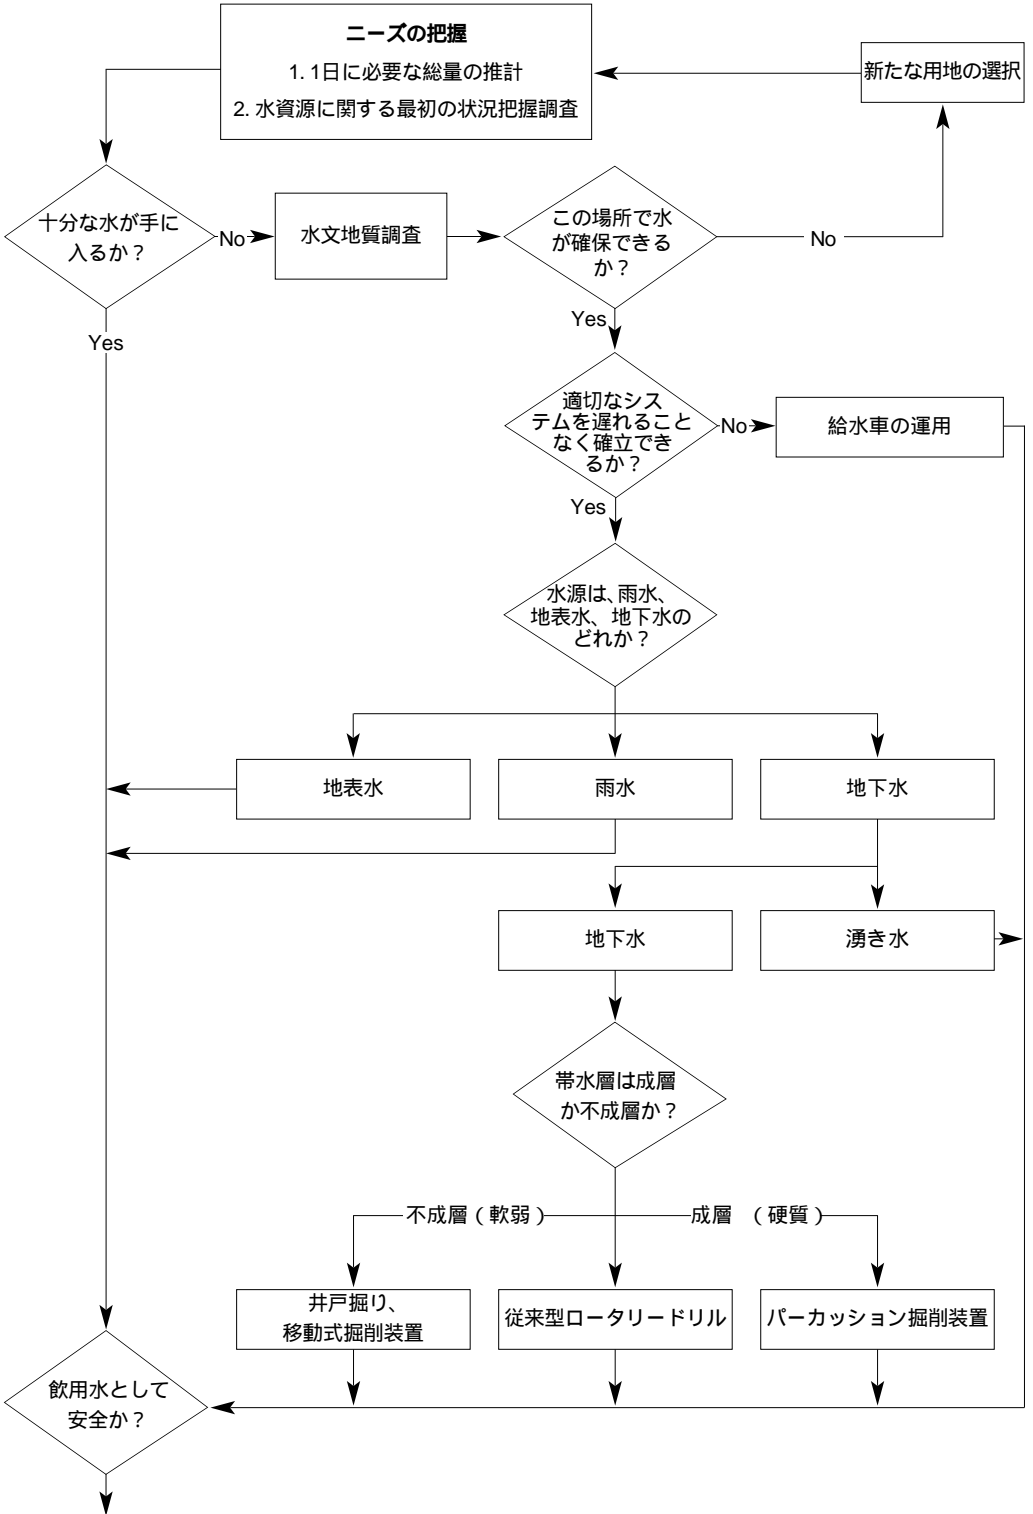 ニーズの把握
1. 1日に必要な総量の推計
2. 水資源に関する最初の状況把握調査
新たな用地の選択
十分な水が手に
入るか？
No
水文地質調査
この場所で水
が確保できる
か？
No
Yes
Yes
適切なシス
テムを遅れること
なく確立でき
るか？
No
給水車の運用
Yes
水源は、雨水、
地表水、地下水の
どれか？
地表水
雨水
地下水
地下水
湧き水
帯水層は成層
か不成層か？
不成層（軟弱）
成層　（硬質）
井戸掘り、
移動式掘削装置
従来型ロータリードリル
パーカッション掘削装置
飲用水として
安全か？